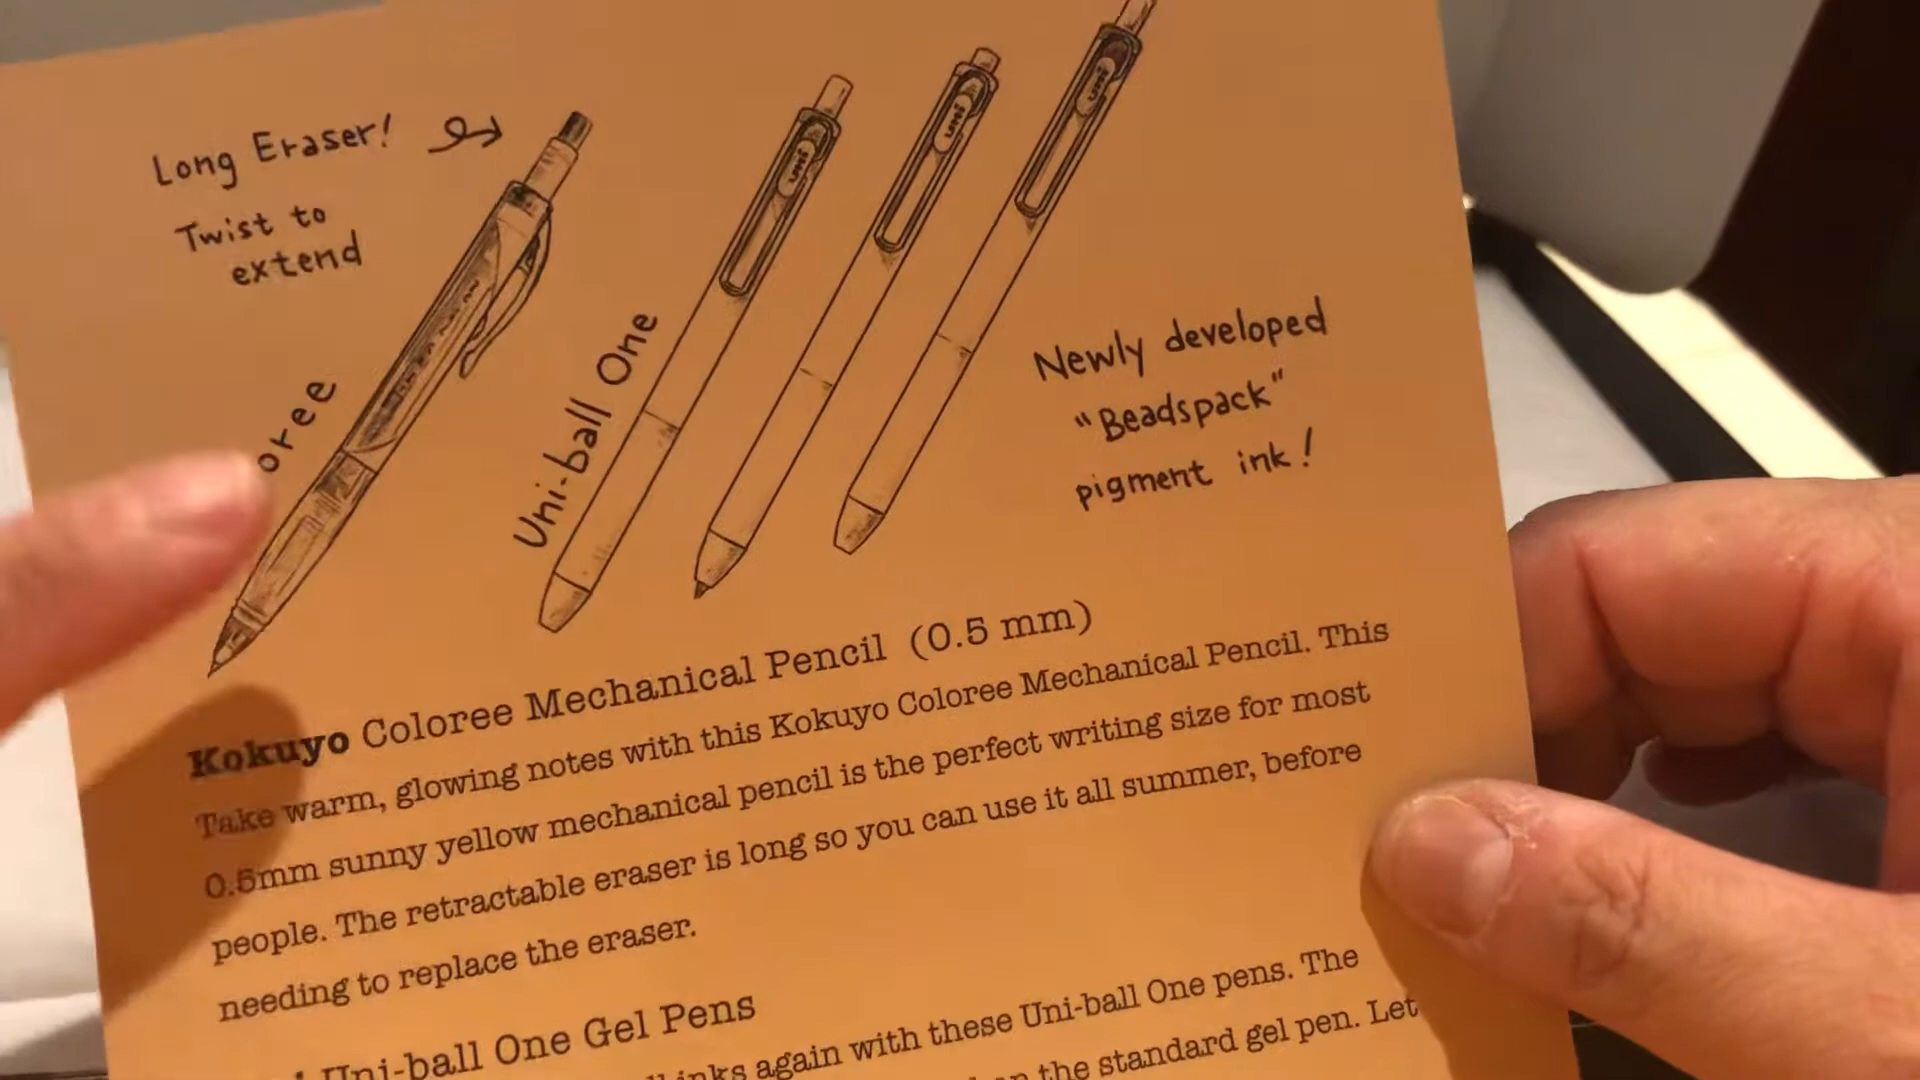 Long Eraser!
Twist to
extend
oree
Uni-ball One
uni
uni
uni
Newly developed
"Beadspack"
pigment ink!
Kokuyo Coloree Mechanical Pencil (0.5 mm)
Take warm, glowing notes with this Kokuyo Coloree Mechanical Pencil. This
0.5mm sunny yellow mechanical pencil is the perfect writing size for most
people. The retractable eraser is long so you can use it all summer, before
needing to replace the eraser.
Uni-ball One Gel Pens
inks again with these Uni-ball One pens. The
the standard gel pen. Let